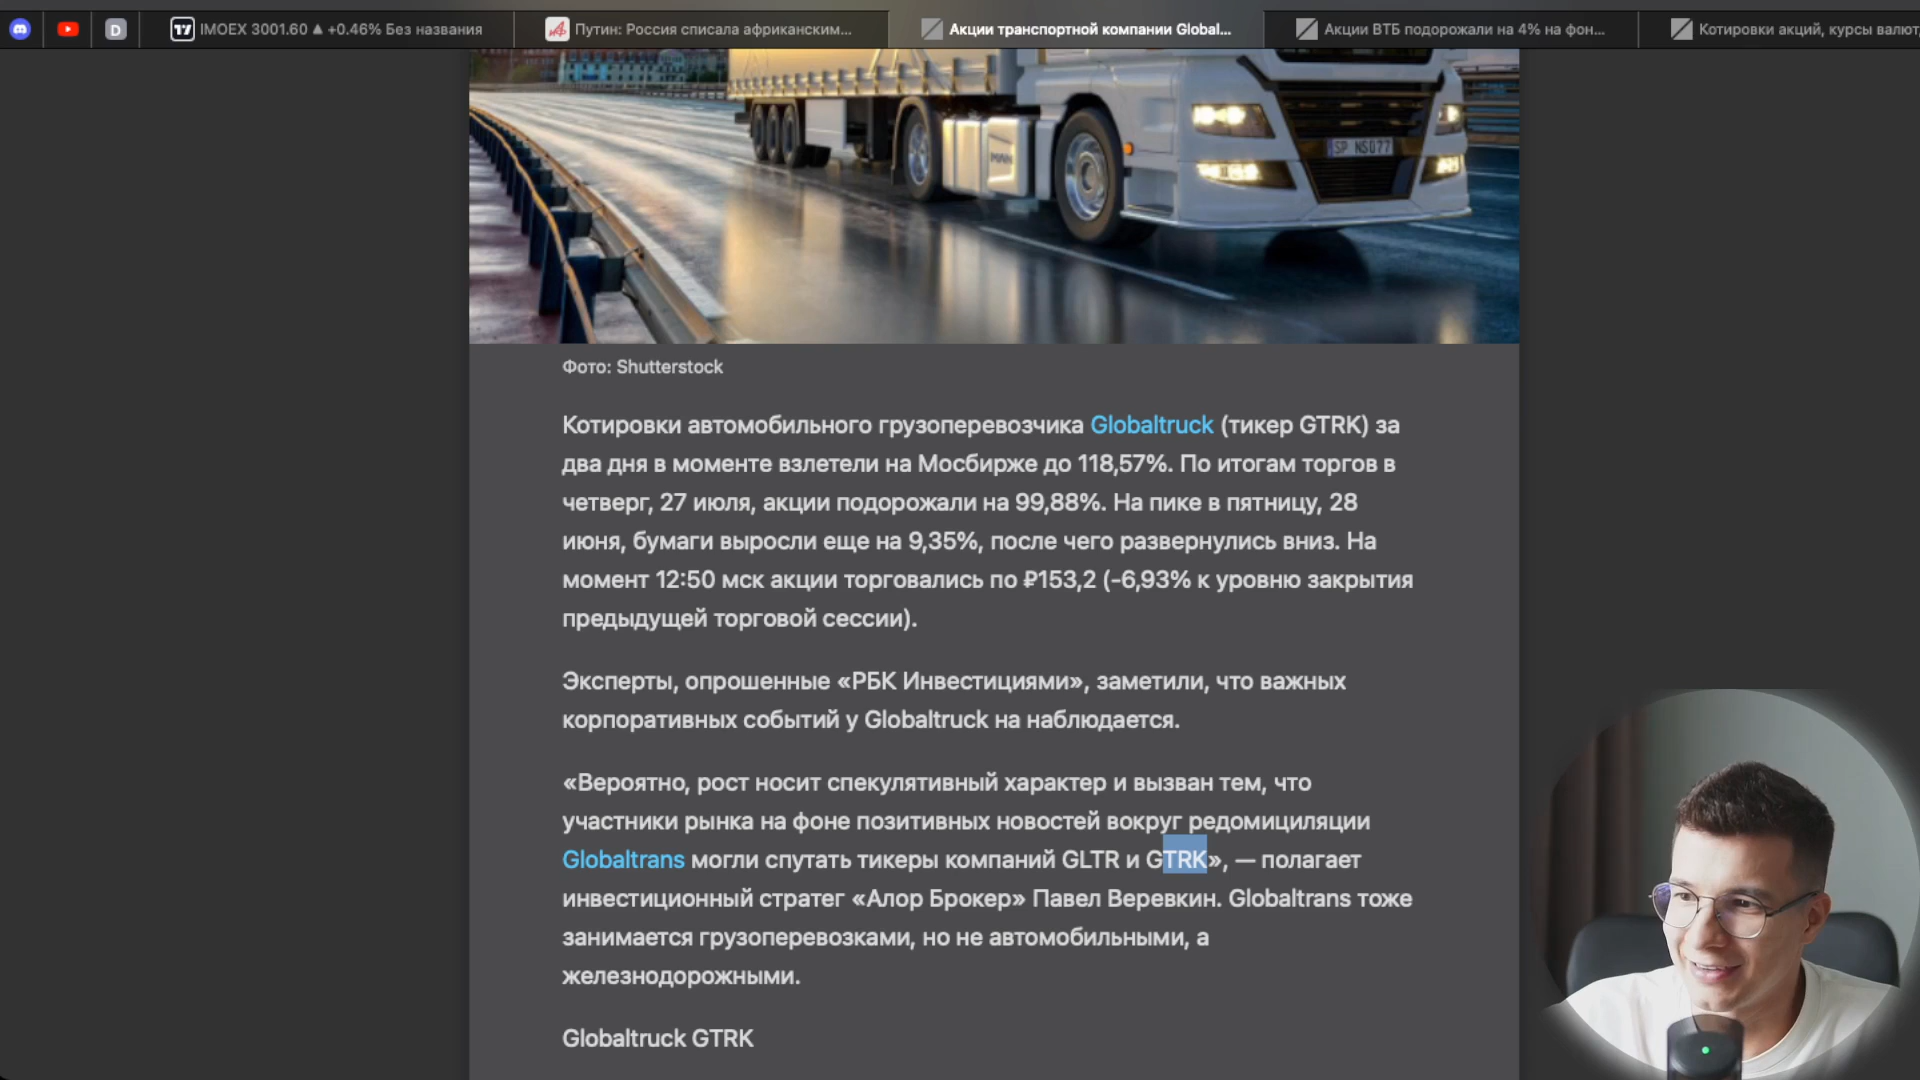 IMOEX 3001.60 ▲ +0.46% Без названия
Путин: Россия списала африканским...
Акции транспортной компании Global...
Акции ВТБ подорожали на 4% на фон...
Котировки акций, курсы валют,
MAN
SP NS077
Фото: Shutterstock
Котировки автомобильного грузоперевозчика Globaltruck (тикер GTRK) за
два дня в моменте взлетели на Мосбирже до 118,57%. По итогам торгов в
четверг, 27 июля, акции подорожали на 99,88%. На пике в пятницу, 28
июня, бумаги выросли еще на 9,35%, после чего развернулись вниз. На
момент 12:50 мск акции торговались по ₽153,2 (-6,93% к уровню закрытия
предыдущей торговой сессии).
Эксперты, опрошенные «РБК Инвестициями», заметили, что важных
корпоративных событий у Globaltruck на наблюдается.
«Вероятно, рост носит спекулятивный характер и вызван тем, что
участники рынка на фоне позитивных новостей вокруг редомициляции
Globaltrans могли спутать тикеры компаний GLTR и GTRK», — полагает
инвестиционный стратег «Алор Брокер» Павел Веревкин. Globaltrans тоже
занимается грузоперевозками, но не автомобильными, а
железнодорожными.
Globaltruck GTRK